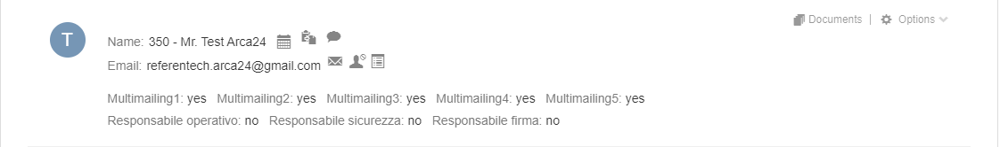 Documents | Options
T
Name: 350 - Mr. Test Arca24
Email: referentech.arca24@gmail.com
Multimailing1: yes Multimailing2: yes Multimailing3: yes Multimailing4: yes Multimailing5: yes
Responsabile operativo: no Responsabile sicurezza: no Responsabile firma: no